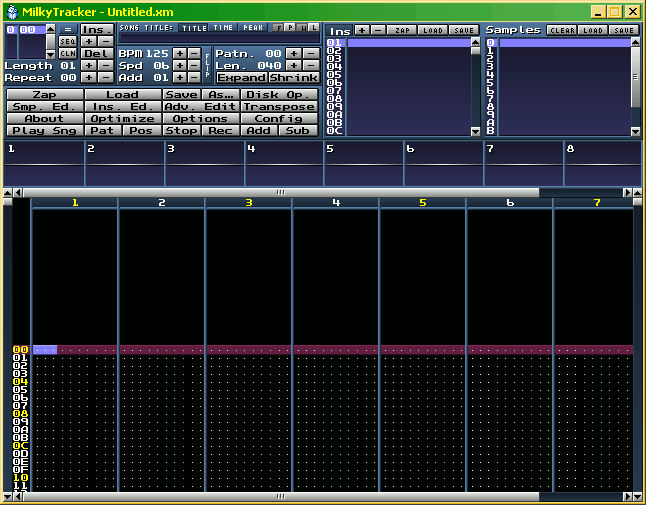 MilkyTracker - Untitled.xm
0 00 = Ins.
SEQ + −
CLN Del
Length 01 + −
Repeat 00 + −
SONG TITLE: TITLE TIME PEAK F P W L
BPM 125 + − Patn. 00 + −
Spd 06 + − Len. 040 + −
Add 01 + − Expand Shrink
FLIP
Zap Load Save As... Disk Op.
Smp. Ed. Ins. Ed. Adv. Edit Transpose
About Optimize Options Config
Play Sng Pat Pos Stop Rec Add Sub
Ins + − ZAP LOAD SAVE
01
02
03
04
05
06
07
08
09
0A
0B
0C
Samples CLEAR LOAD SAVE
0
1
2
3
4
5
6
7
8
9
A
B
1 2 3 4 5 6 7 8
1 2 3 4 5 6 7
00
01
02
03
04
05
06
07
08
09
0A
0B
0C
0D
0E
0F
10
11